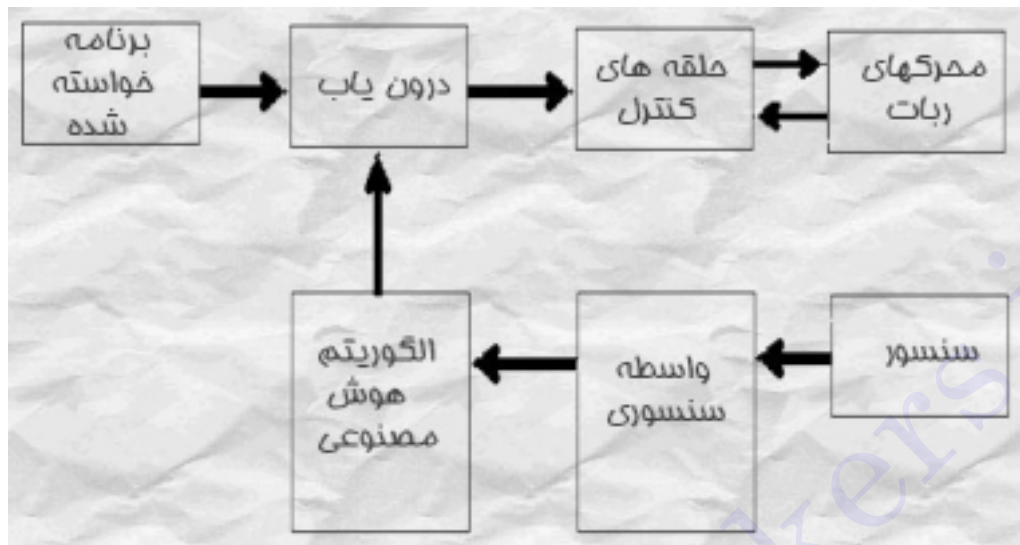 برنامه
خواسته
شده
درون یاب
حلقه های
کنترل
محرکهای
ربات
الگوریتم
هوش
مصنوعی
واسطه
سنسوری
سنسور